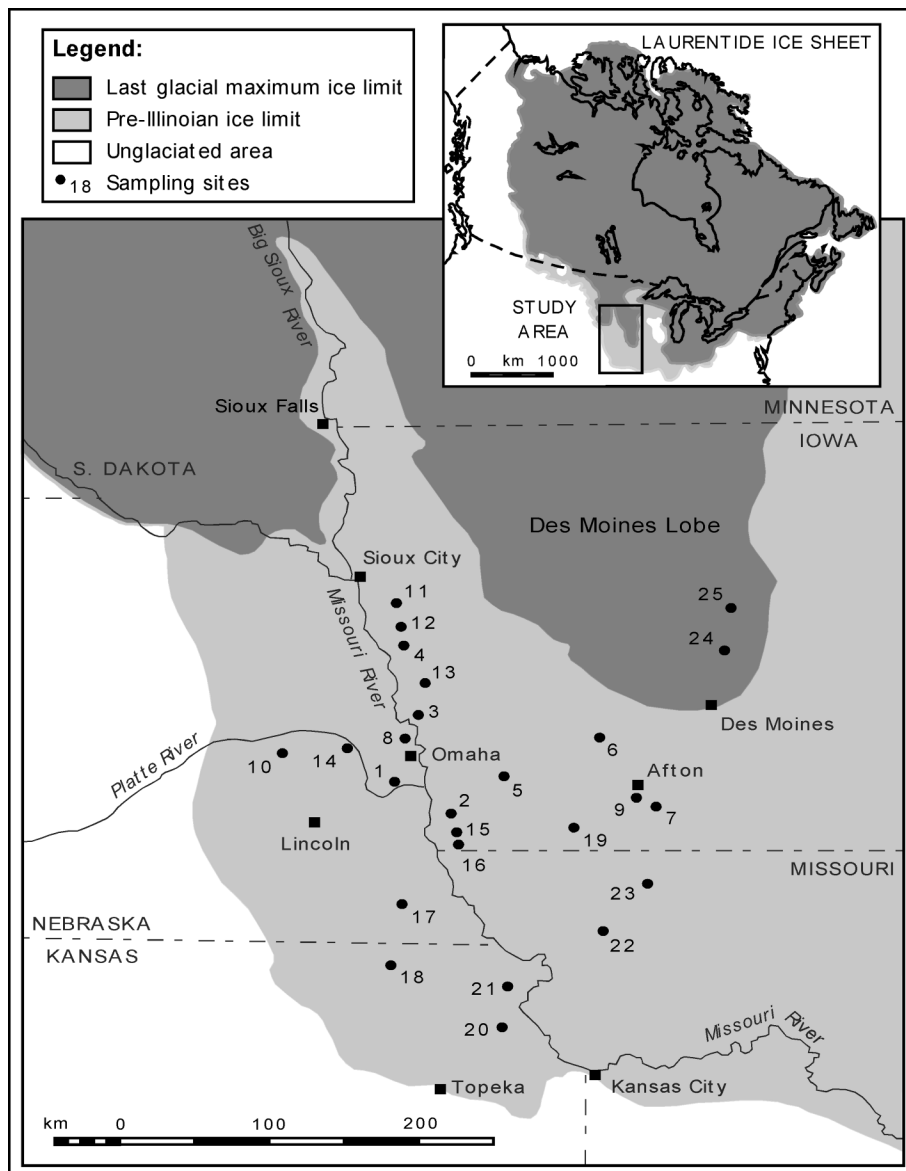 Legend:
Last glacial maximum ice limit
Pre-Illinoian ice limit
Unglaciated area
18 Sampling sites
LAURENTIDE ICE SHEET
STUDY
AREA
0 km 1000
Big Sioux
River
Sioux Falls
MINNESOTA
IOWA
S. DAKOTA
Des Moines Lobe
Sioux City
Missouri River
11
12
4
13
3
8
25
24
Des Moines
Omaha
Platte River
10
14
1
5
6
Afton
9
7
2
15
16
19
Lincoln
MISSOURI
23
17
22
NEBRASKA
KANSAS
18
21
20
Missouri
River
Topeka
Kansas City
km 0 100 200